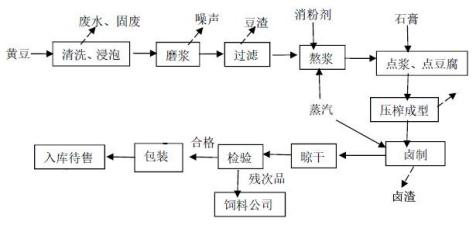 废水、固废
噪声
豆渣
消粉剂
石膏
黄豆
清洗、浸泡
磨浆
过滤
熬浆
点浆、点豆腐
蒸汽
压榨成型
合格
入库待售
包装
检验
晾干
卤制
残次品
卤渣
饲料公司